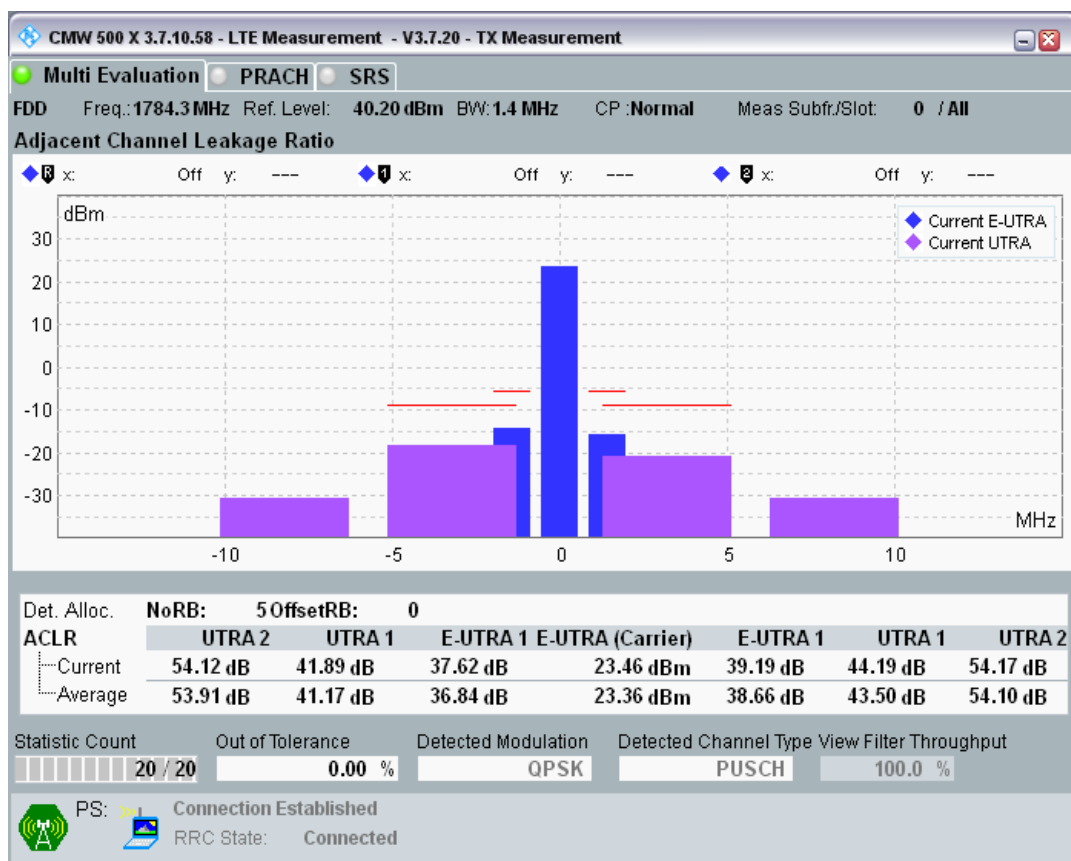 CMW 500 X 3.7.10.58 - LTE Measurement - V3.7.20 - TX Measurement
Multi Evaluation PRACH SRS
FDD Freq.: 1784.3 MHz Ref. Level: 40.20 dBm BW: 1.4 MHz CP :Normal Meas Subfr./Slot: 0 / All
Adjacent Channel Leakage Ratio
R x: Off y: --- 1 x: Off y: --- 2 x: Off y: ---
dBm
Current E-UTRA
Current UTRA
30
20
10
0
-10
-20
-30
MHz
-10 -5 0 5 10
Det. Alloc. NoRB: 5 OffsetRB: 0
ACLR UTRA 2 UTRA 1 E-UTRA 1 E-UTRA (Carrier) E-UTRA 1 UTRA 1 UTRA 2
Current 54.12 dB 41.89 dB 37.62 dB 23.46 dBm 39.19 dB 44.19 dB 54.17 dB
Average 53.91 dB 41.17 dB 36.84 dB 23.36 dBm 38.66 dB 43.50 dB 54.10 dB
Statistic Count Out of Tolerance Detected Modulation Detected Channel Type View Filter Throughput
20 / 20 0.00 % QPSK PUSCH 100.0 %
PS: Connection Established
RRC State: Connected